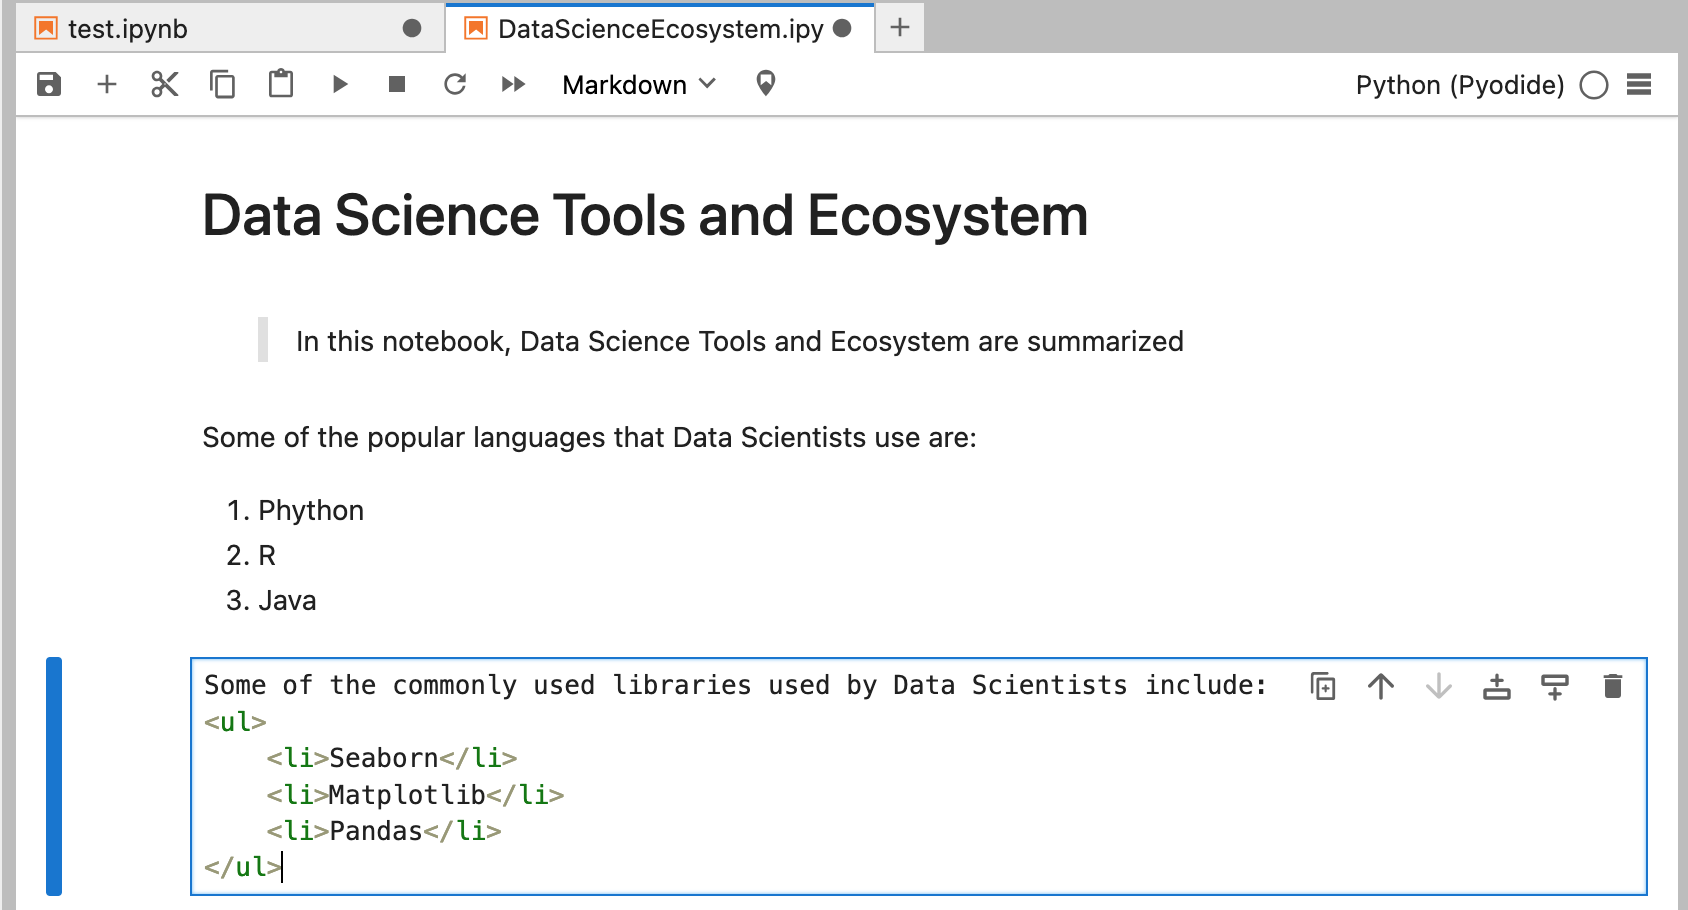 test.ipynb
DataScienceEcosystem.ipy
Markdown
Python (Pyodide)
Data Science Tools and Ecosystem
In this notebook, Data Science Tools and Ecosystem are summarized
Some of the popular languages that Data Scientists use are:
1. Phython
2. R
3. Java
Some of the commonly used libraries used by Data Scientists include:
<ul>
    <li>Seaborn</li>
    <li>Matplotlib</li>
    <li>Pandas</li>
</ul>